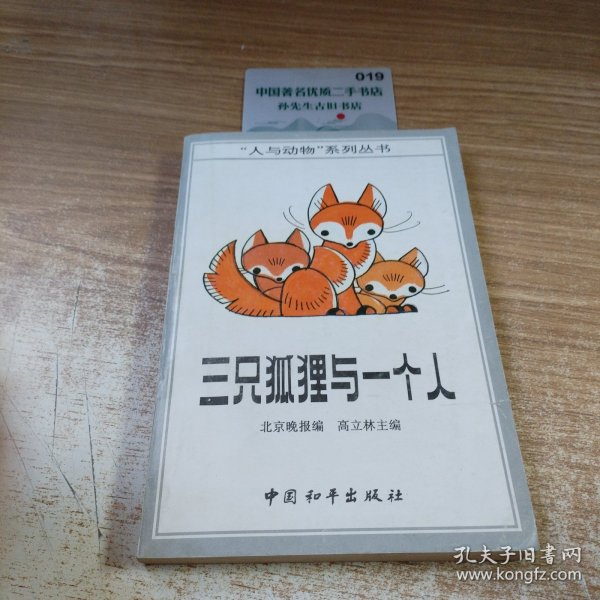 019
中国著名优质二手书店
孙先生古旧书店
“人与动物”系列丛书
三只狐狸与一个人
北京晚报编　高立林主编
中国和平出版社
孔夫子旧书网
www.kongfz.com